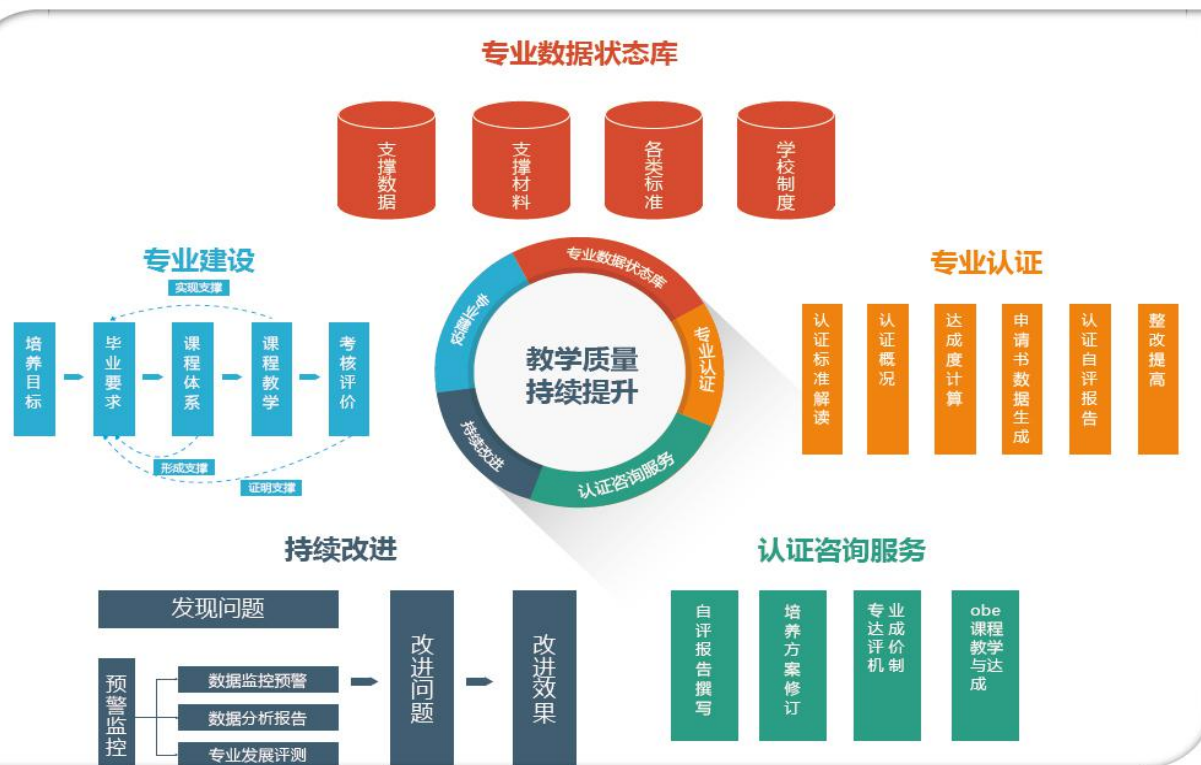 专业数据状态库
支撑数据
支撑材料
各类标准
学校制度
专业建设
实现支撑
培养目标
毕业要求
课程体系
课程教学
考核评价
形成支撑
证明支撑
专业数据状态库
专业建设
专业认证
持续改进
认证咨询服务
教学质量
持续提升
专业认证
认证标准解读
认证概况
达成度计算
申请书数据生成
认证自评报告
整改提高
持续改进
发现问题
预警监控
数据监控预警
数据分析报告
专业发展评测
改进问题
改进效果
认证咨询服务
自评报告撰写
培养方案修订
专业
达成
评价
机制
obe
课程
教学
与达
成